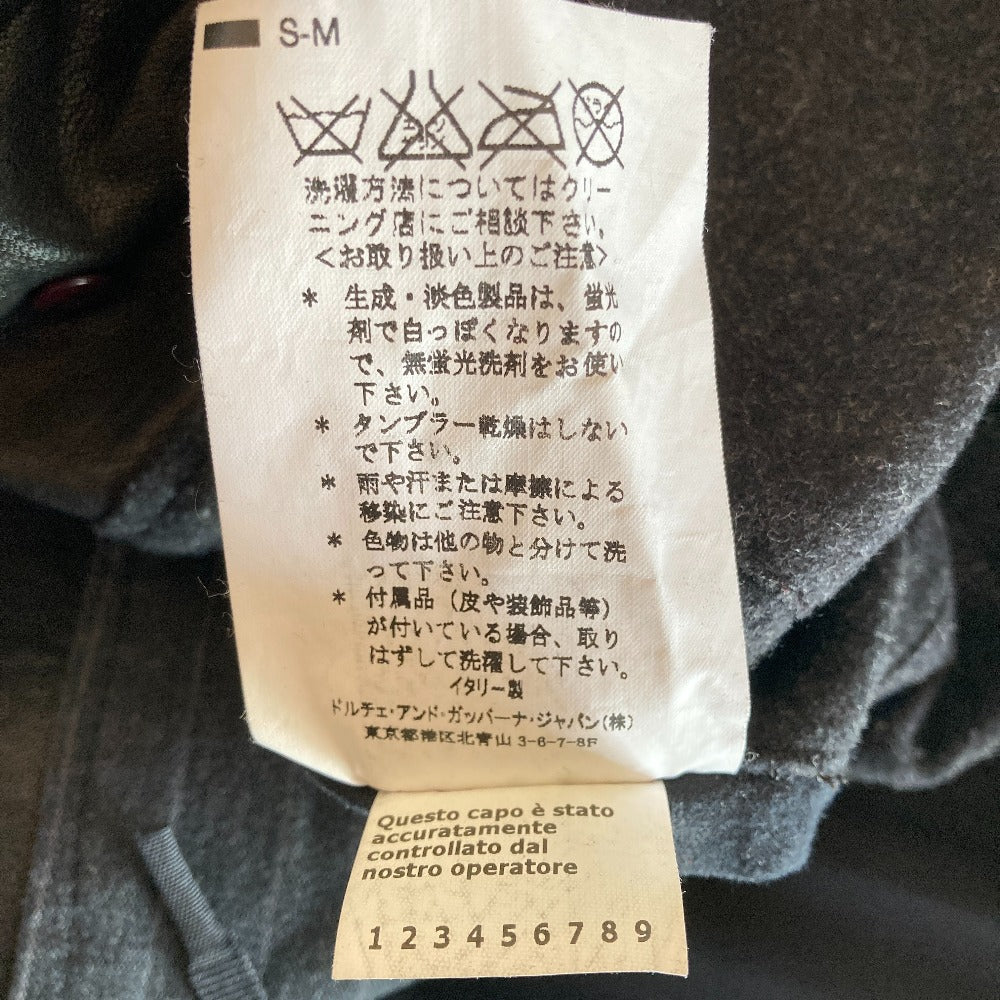 S-M
洗濯方法についてはクリー
ニング店にご相談下さい。
<お取り扱い上のご注意>
* 生成・淡色製品は、蛍光
剤で白っぽくなりますの
で、無蛍光洗剤をお使い
下さい。
* タンブラー乾燥はしない
で下さい。
* 雨や汗または摩擦による
移染にご注意下さい。
* 色物は他の物と分けて洗
って下さい。
* 付属品（皮や装飾品等）
が付いている場合、取り
はずして洗濯して下さい。
イタリー製
ドルチェ・アンド・ガッバーナ・ジャパン(株)
東京都港区北青山3-6-7-8F
Questo capo è stato
accuratamente
controllato dal
nostro operatore
1 2 3 4 5 6 7 8 9